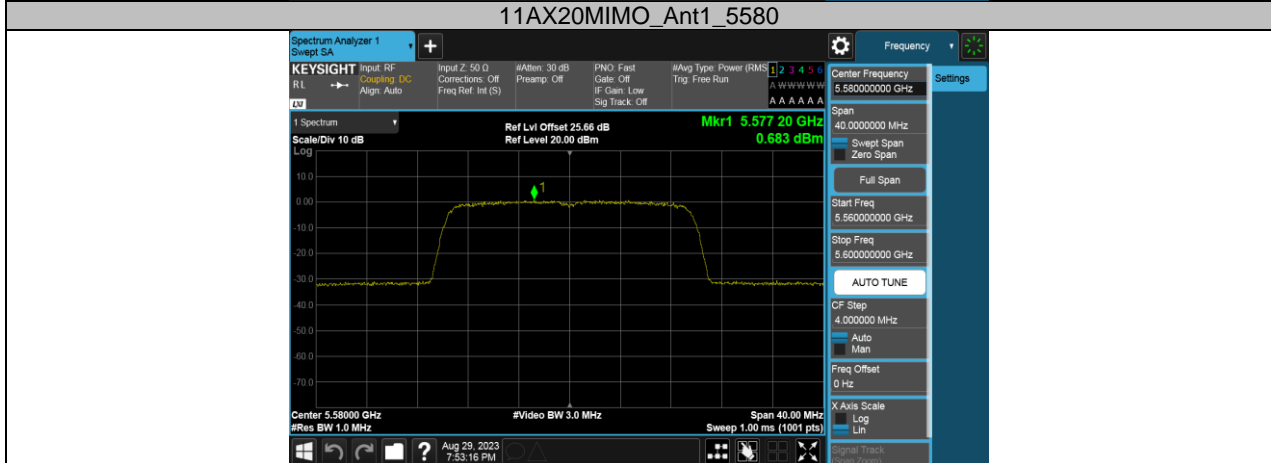 11AX20MIMO_Ant1_5580
Spectrum Analyzer 1
Swept SA
Frequency
KEYSIGHT
RL
LXI
Input: RF
Coupling: DC
Align: Auto
Input Z: 50 Ω
Corrections: Off
Freq Ref: Int (S)
#Atten: 30 dB
Preamp: Off
PNO: Fast
Gate: Off
IF Gain: Low
Sig Track: Off
#Avg Type: Power (RMS
Trig: Free Run
1 2 3 4 5 6
A W W W W W
A A A A A A
1 Spectrum
Scale/Div 10 dB
Log
Ref Lvl Offset 25.66 dB
Ref Level 20.00 dBm
Mkr1 5.577 20 GHz
0.683 dBm
1
10.0
0.00
-10.0
-20.0
-30.0
-40.0
-50.0
-60.0
-70.0
Center 5.58000 GHz
#Res BW 1.0 MHz
#Video BW 3.0 MHz
Span 40.00 MHz
Sweep 1.00 ms (1001 pts)
?
Aug 29, 2023
7:53:16 PM
Center Frequency
5.580000000 GHz
Settings
Span
40.0000000 MHz
Swept Span
Zero Span
Full Span
Start Freq
5.560000000 GHz
Stop Freq
5.600000000 GHz
AUTO TUNE
CF Step
4.000000 MHz
Auto
Man
Freq Offset
0 Hz
X Axis Scale
Log
Lin
Signal Track
(Span Zoom)